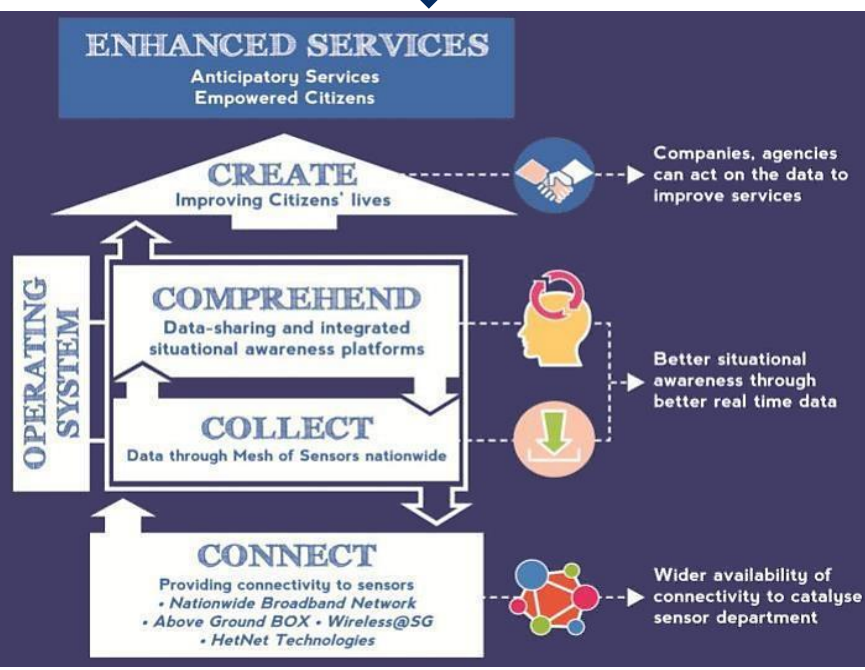 ENHANCED SERVICES
Anticipatory Services
Empowered Citizens
CREATE
Improving Citizens' lives
Companies, agencies
can act on the data to
improve services
OPERATING
SYSTEM
COMPREHEND
Data-sharing and integrated
situational awareness platforms
COLLECT
Data through Mesh of Sensors nationwide
Better situational
awareness through
better real time data
CONNECT
Providing connectivity to sensors
• Nationwide Broadband Network
• Above Ground BOX • Wireless@SG
• HetNet Technologies
Wider availability of
connectivity to catalyse
sensor department